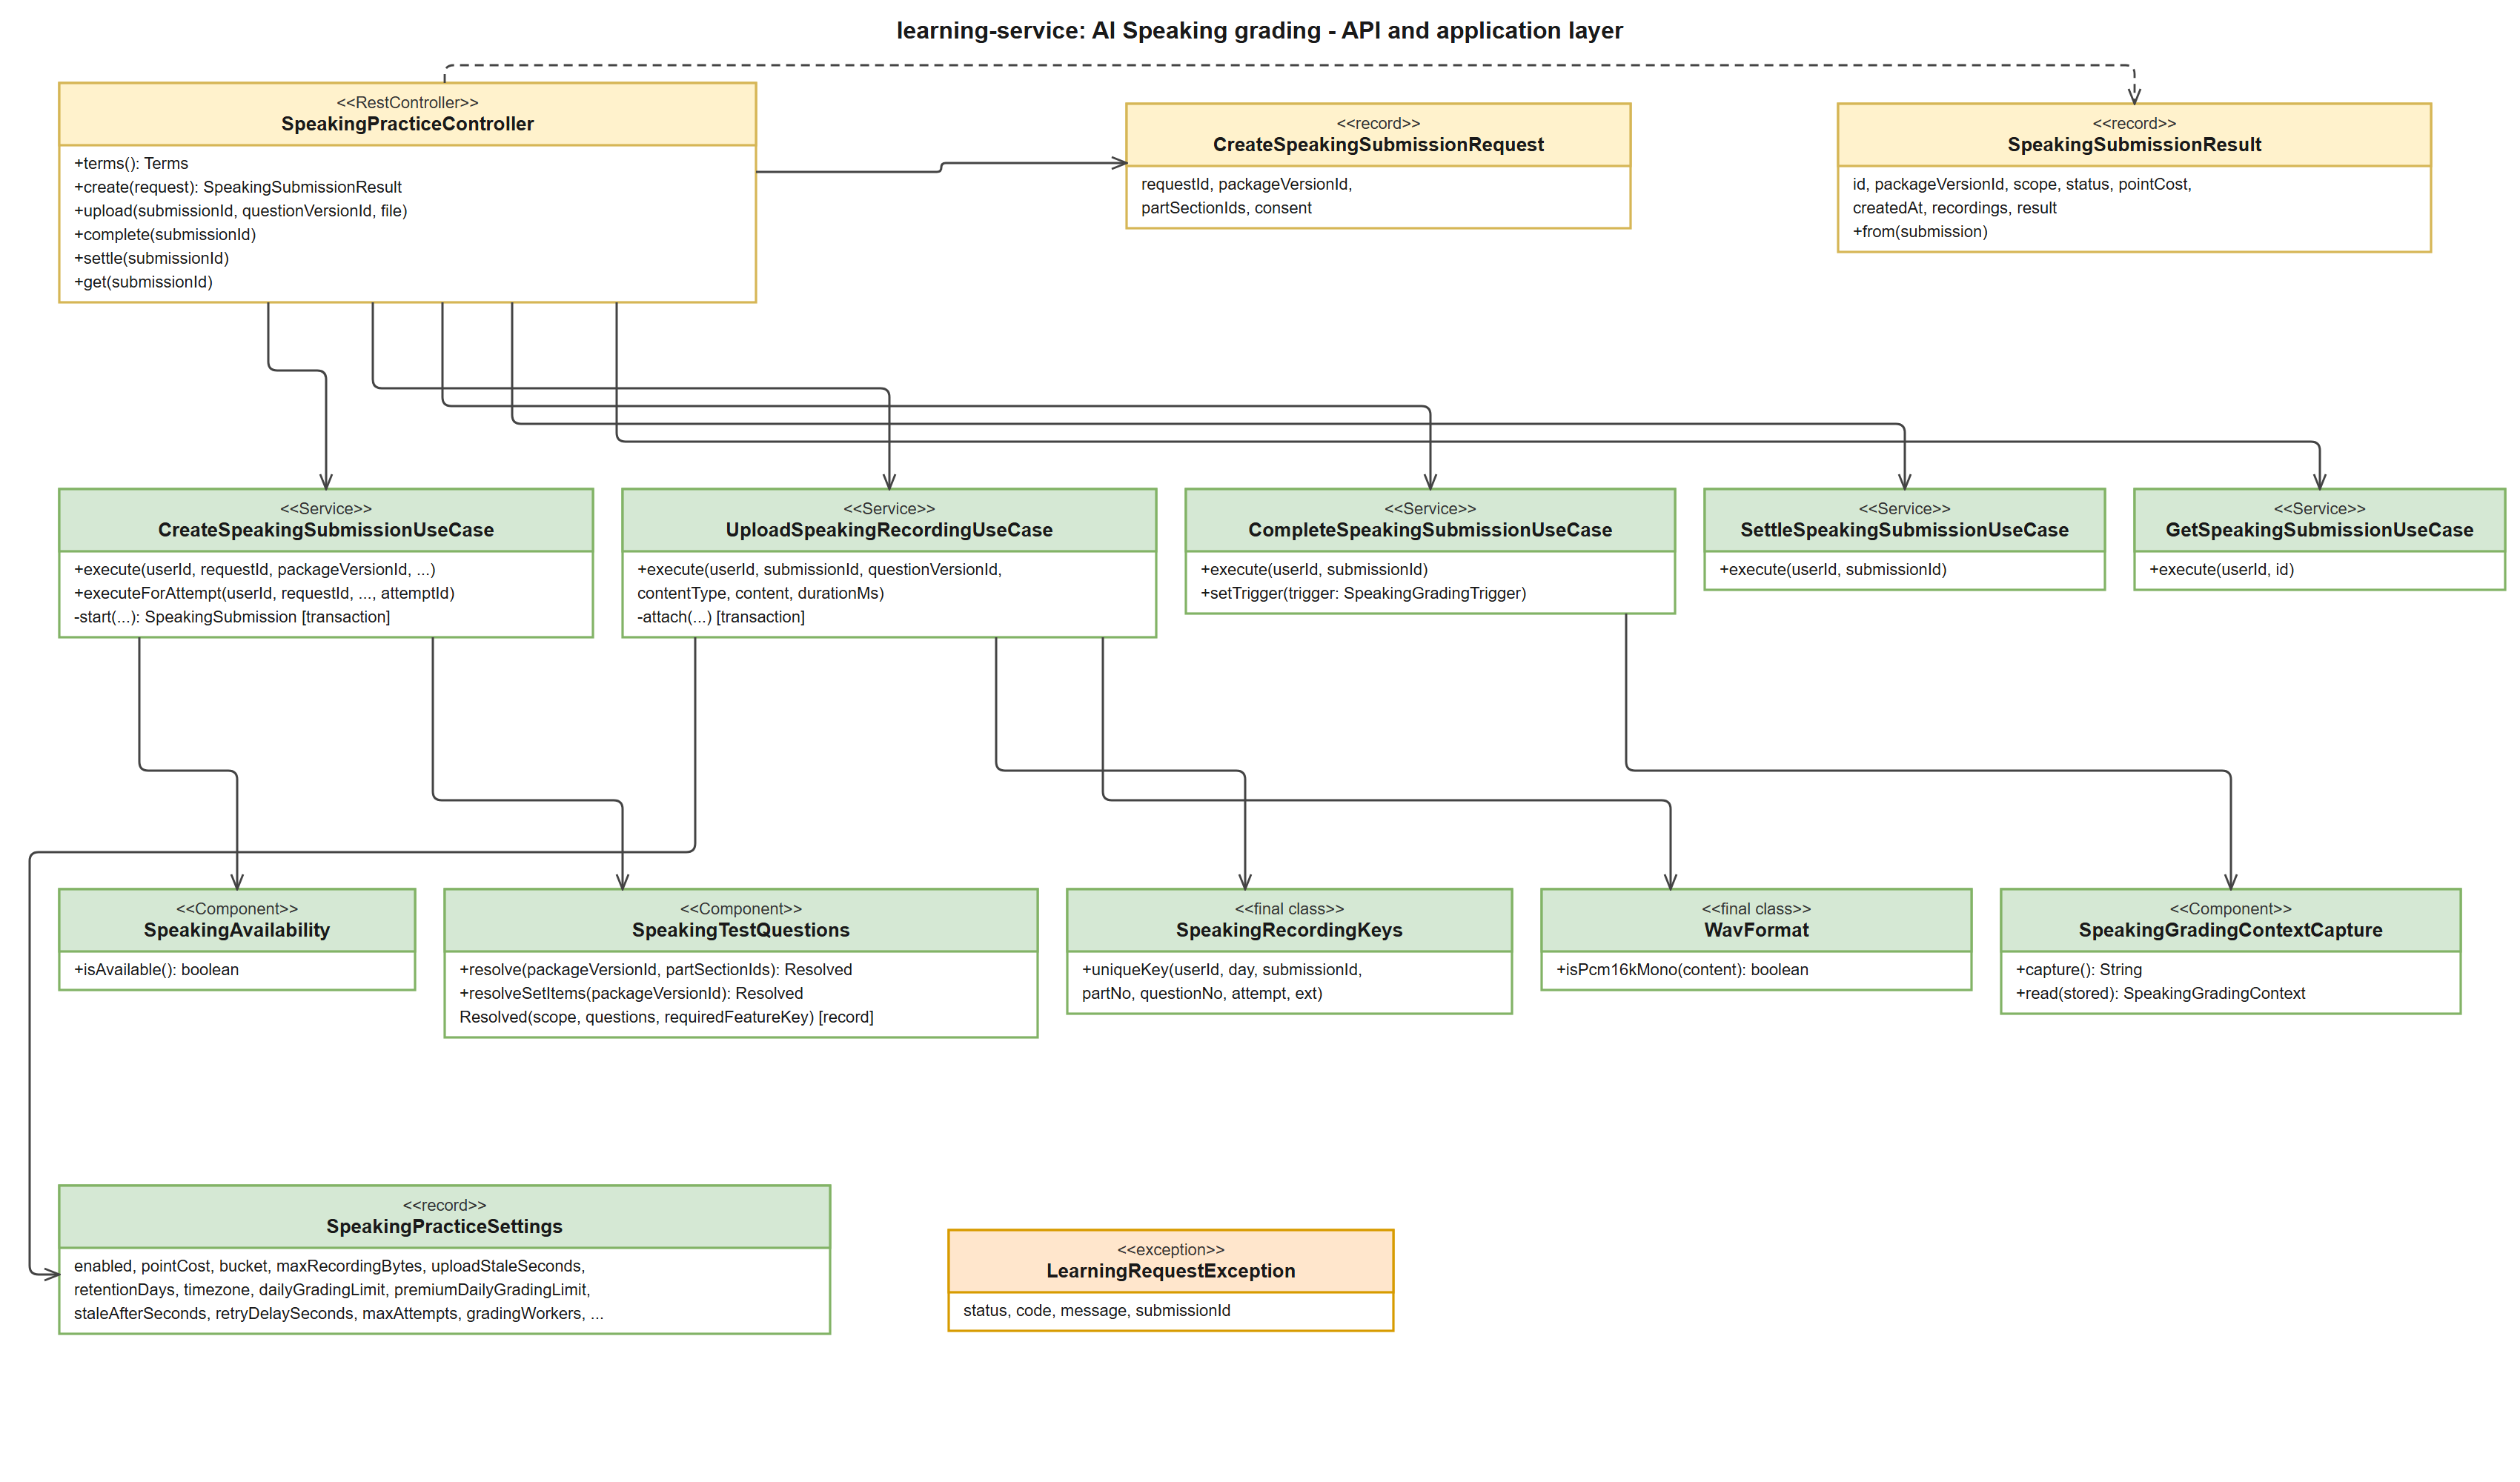 learning-service: AI Speaking grading - API and application layer
<<RestController>>
SpeakingPracticeController
+terms(): Terms
+create(request): SpeakingSubmissionResult
+upload(submissionId, questionVersionId, file)
+complete(submissionId)
+settle(submissionId)
+get(submissionId)
<<record>>
CreateSpeakingSubmissionRequest
requestId, packageVersionId,
partSectionIds, consent
<<record>>
SpeakingSubmissionResult
id, packageVersionId, scope, status, pointCost,
createdAt, recordings, result
+from(submission)
<<Service>>
CreateSpeakingSubmissionUseCase
+execute(userId, requestId, packageVersionId, ...)
+executeForAttempt(userId, requestId, ..., attemptId)
-start(...): SpeakingSubmission [transaction]
<<Service>>
UploadSpeakingRecordingUseCase
+execute(userId, submissionId, questionVersionId,
contentType, content, durationMs)
-attach(...) [transaction]
<<Service>>
CompleteSpeakingSubmissionUseCase
+execute(userId, submissionId)
+setTrigger(trigger: SpeakingGradingTrigger)
<<Service>>
SettleSpeakingSubmissionUseCase
+execute(userId, submissionId)
<<Service>>
GetSpeakingSubmissionUseCase
+execute(userId, id)
<<Component>>
SpeakingAvailability
+isAvailable(): boolean
<<Component>>
SpeakingTestQuestions
+resolve(packageVersionId, partSectionIds): Resolved
+resolveSetItems(packageVersionId): Resolved
Resolved(scope, questions, requiredFeatureKey) [record]
<<final class>>
SpeakingRecordingKeys
+uniqueKey(userId, day, submissionId,
partNo, questionNo, attempt, ext)
<<final class>>
WavFormat
+isPcm16kMono(content): boolean
<<Component>>
SpeakingGradingContextCapture
+capture(): String
+read(stored): SpeakingGradingContext
<<record>>
SpeakingPracticeSettings
enabled, pointCost, bucket, maxRecordingBytes, uploadStaleSeconds,
retentionDays, timezone, dailyGradingLimit, premiumDailyGradingLimit,
staleAfterSeconds, retryDelaySeconds, maxAttempts, gradingWorkers, ...
<<exception>>
LearningRequestException
status, code, message, submissionId